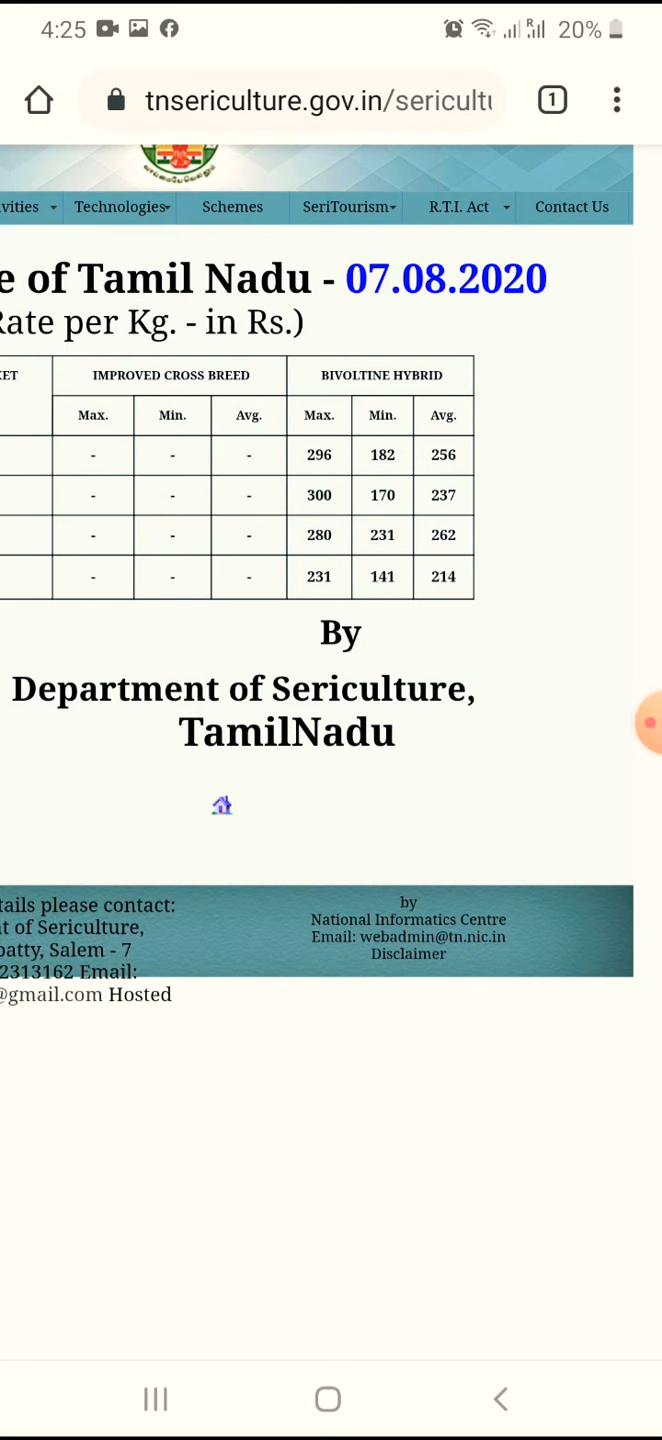 4:25 20%
tnsericulture.gov.in/sericultu 1
வாய்மையே வெல்லும்
vities Technologies Schemes SeriTourism R.T.I. Act Contact Us
e of Tamil Nadu - 07.08.2020
Rate per Kg. - in Rs.)
KET IMPROVED CROSS BREED BIVOLTINE HYBRID
Max. Min. Avg. Max. Min. Avg.
- - - 296 182 256
- - - 300 170 237
- - - 280 231 262
- - - 231 141 214
By
Department of Sericulture,
TamilNadu
tails please contact:
t of Sericulture,
patty, Salem - 7
2313162 Email:
@gmail.com Hosted
by
National Informatics Centre
Email: webadmin@tn.nic.in
Disclaimer